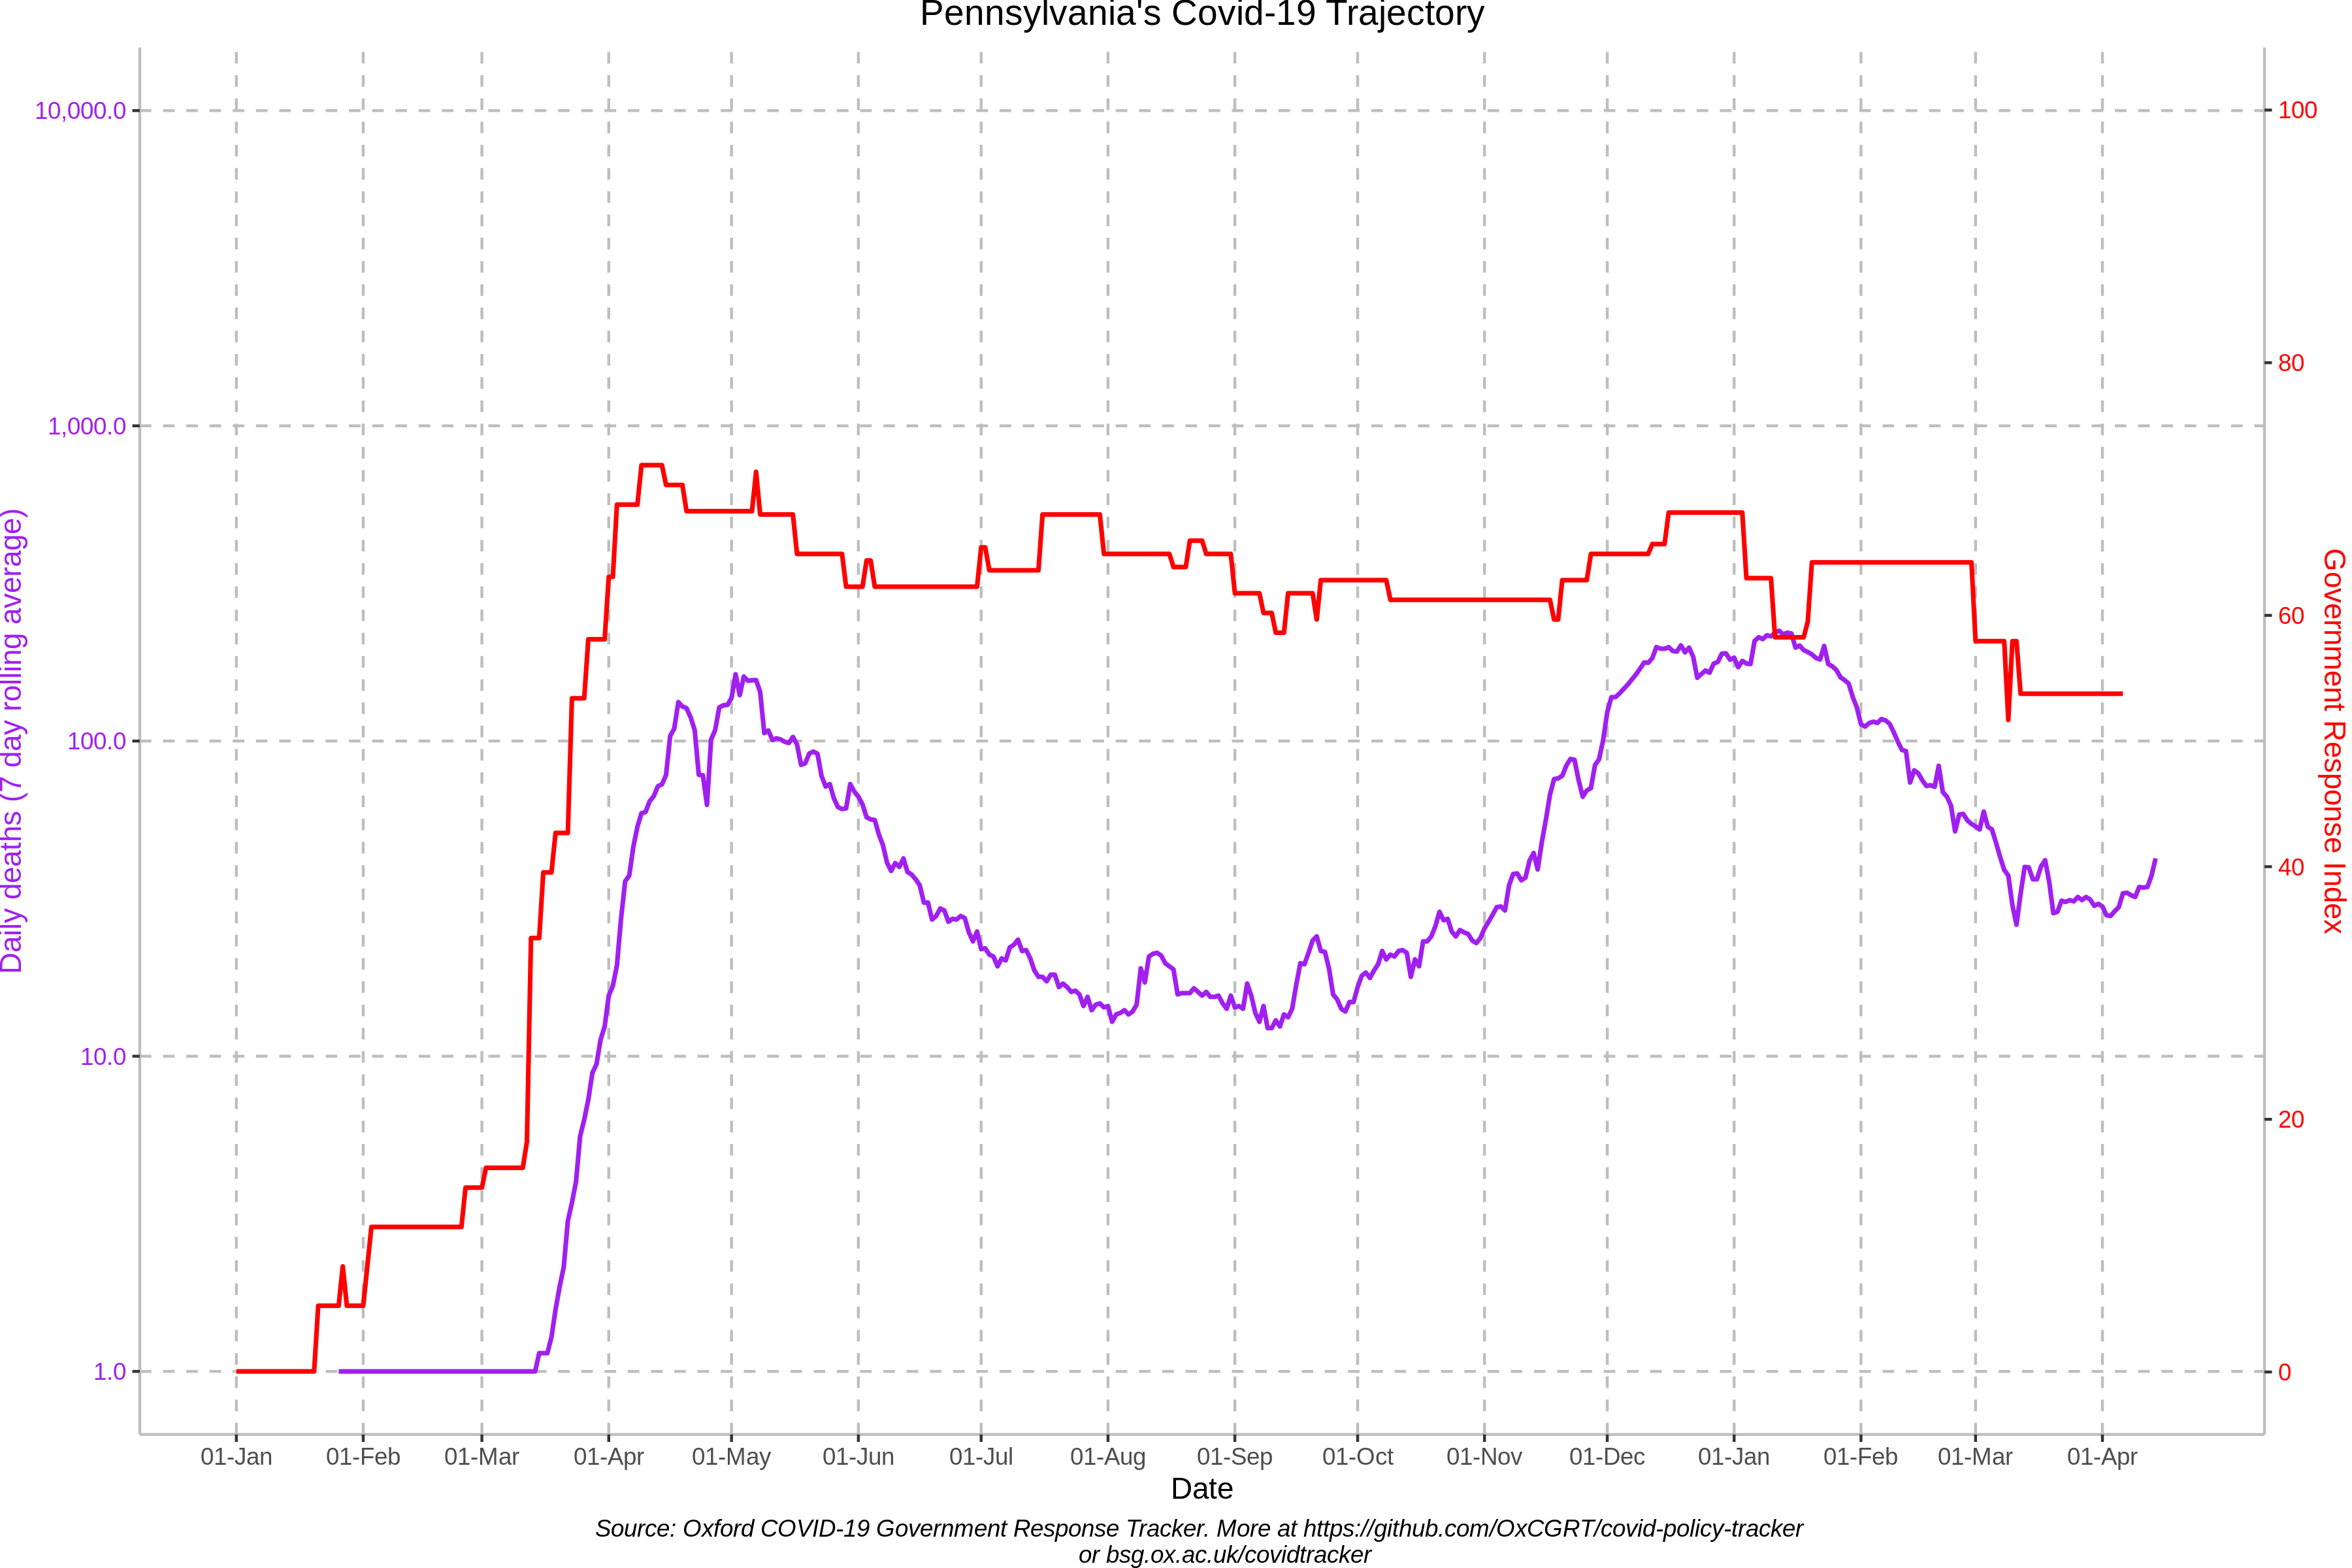 Pennsylvania's Covid-19 Trajectory
10,000.0
1,000.0
100.0
10.0
1.0
Daily deaths (7 day rolling average)
100
80
60
40
20
0
Government Response Index
01-Jan 01-Feb 01-Mar 01-Apr 01-May 01-Jun 01-Jul 01-Aug 01-Sep 01-Oct 01-Nov 01-Dec 01-Jan 01-Feb 01-Mar 01-Apr
Date
Source: Oxford COVID-19 Government Response Tracker. More at https://github.com/OxCGRT/covid-policy-tracker
or bsg.ox.ac.uk/covidtracker